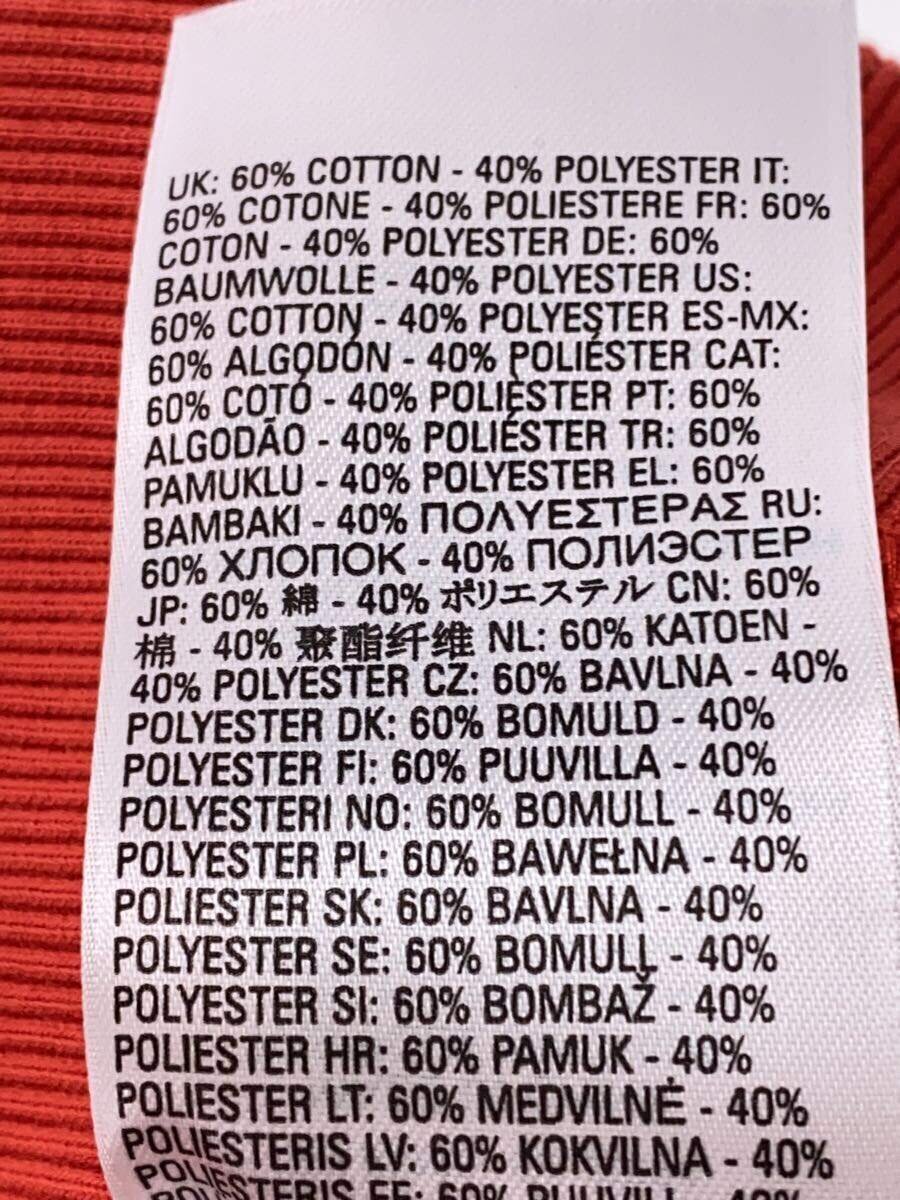 UK: 60% COTTON - 40% POLYESTER IT:
60% COTONE - 40% POLIESTERE FR: 60%
COTON - 40% POLYESTER DE: 60%
BAUMWOLLE - 40% POLYESTER US:
60% COTTON - 40% POLYESTER ES-MX:
60% ALGODÓN - 40% POLIÉSTER CAT:
60% COTÓ - 40% POLIÈSTER PT: 60%
ALGODÃO - 40% POLIÉSTER TR: 60%
PAMUKLU - 40% POLYESTER EL: 60%
ΒΑΜΒΑΚΙ - 40% ΠΟΛΥΕΣΤΕΡΑΣ RU:
60% ХЛОПОК - 40% ПОЛИЭСТЕР
JP: 60% 綿 - 40% ポリエステル CN: 60%
棉 - 40% 聚酯纤维 NL: 60% KATOEN -
40% POLYESTER CZ: 60% BAVLNA - 40%
POLYESTER DK: 60% BOMULD - 40%
POLYESTER FI: 60% PUUVILLA - 40%
POLYESTERI NO: 60% BOMULL - 40%
POLYESTER PL: 60% BAWEŁNA - 40%
POLIESTER SK: 60% BAVLNA - 40%
POLYESTER SE: 60% BOMULL - 40%
POLYESTER SI: 60% BOMBAŽ - 40%
POLIESTER HR: 60% PAMUK - 40%
POLIESTER LT: 60% MEDVILNĖ - 40%
POLIESTERIS LV: 60% KOKVILNA - 40%
POLIESTERIS EE: 60% 40%